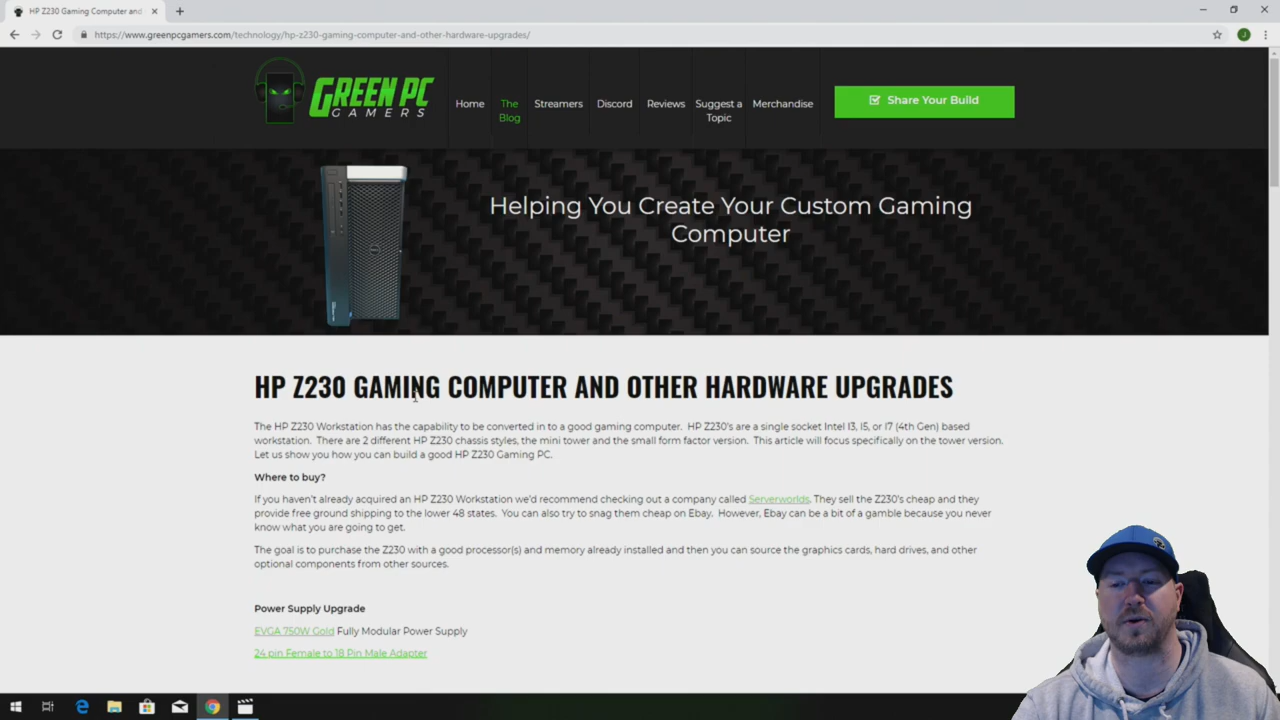 HP Z230 Gaming Computer and
https://www.greenpcgamers.com/technology/hp-z230-gaming-computer-and-other-hardware-upgrades/
J
GREEN PC
GAMERS
Home
The
Blog
Streamers
Discord
Reviews
Suggest a
Topic
Merchandise
Share Your Build
Helping You Create Your Custom Gaming
Computer
HP Z230 GAMING COMPUTER AND OTHER HARDWARE UPGRADES
The HP Z230 Workstation has the capability to be converted in to a good gaming computer. HP Z230's are a single socket Intel I3, I5, or I7 (4th Gen) based
workstation. There are 2 different HP Z230 chassis styles, the mini tower and the small form factor version. This article will focus specifically on the tower version.
Let us show you how you can build a good HP Z230 Gaming PC.
Where to buy?
If you haven't already acquired an HP Z230 Workstation we'd recommend checking out a company called Serverworlds. They sell the Z230's cheap and they
provide free ground shipping to the lower 48 states. You can also try to snag them cheap on Ebay. However, Ebay can be a bit of a gamble because you never
know what you are going to get.
The goal is to purchase the Z230 with a good processor(s) and memory already installed and then you can source the graphics cards, hard drives, and other
optional components from other sources.
Power Supply Upgrade
EVGA 750W Gold Fully Modular Power Supply
24 pin Female to 18 Pin Male Adapter